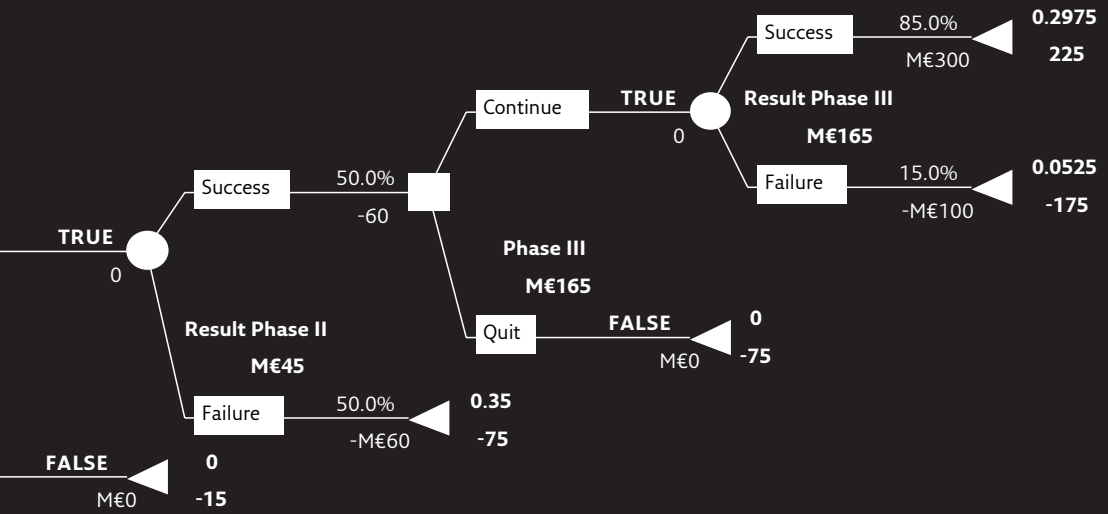 Success
85.0%
0.2975
M€300
225
Continue
TRUE
0
Result Phase III
M€165
Failure
15.0%
0.0525
-M€100
-175
Success
50.0%
-60
TRUE
0
Phase III
M€165
Quit
FALSE
0
M€0
-75
Result Phase II
M€45
Failure
50.0%
0.35
-M€60
-75
FALSE
0
M€0
-15